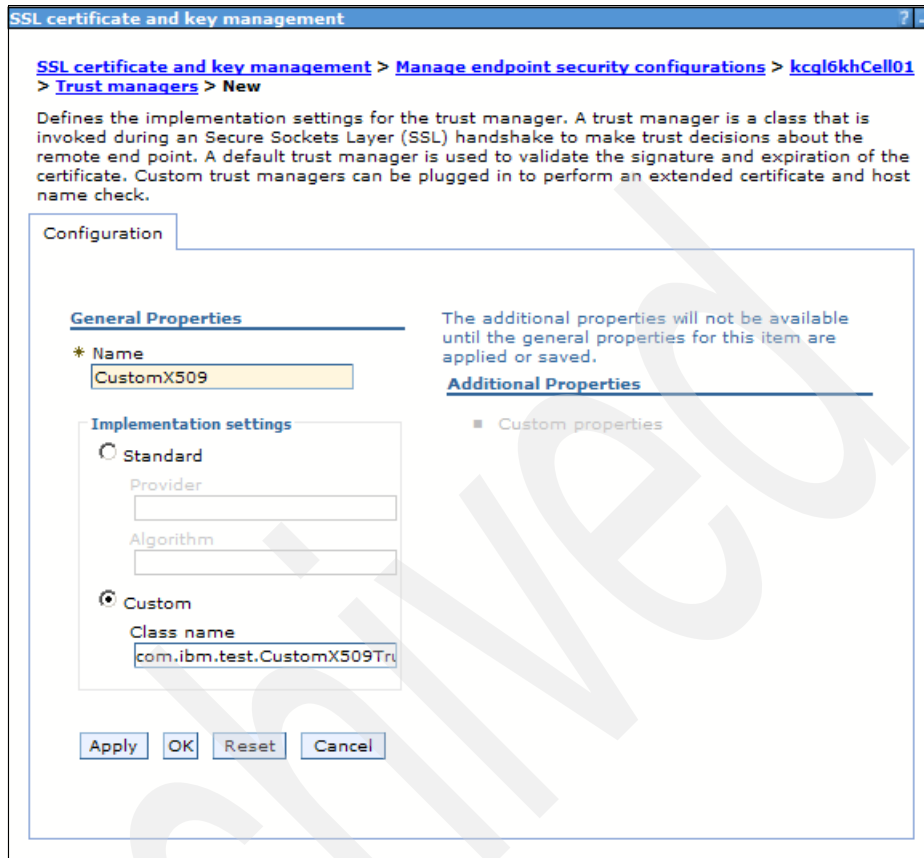 SSL certificate and key management ? -
SSL certificate and key management > Manage endpoint security configurations > kcgl6khCell01
> Trust managers > New
Defines the implementation settings for the trust manager. A trust manager is a class that is
invoked during an Secure Sockets Layer (SSL) handshake to make trust decisions about the
remote end point. A default trust manager is used to validate the signature and expiration of the
certificate. Custom trust managers can be plugged in to perform an extended certificate and host
name check.
Configuration
General Properties
* Name
CustomX509
Implementation settings
Standard
Provider
Algorithm
Custom
Class name
com.ibm.test.CustomX509Tru
Apply OK Reset Cancel
The additional properties will not be available
until the general properties for this item are
applied or saved.
Additional Properties
Custom properties
hived